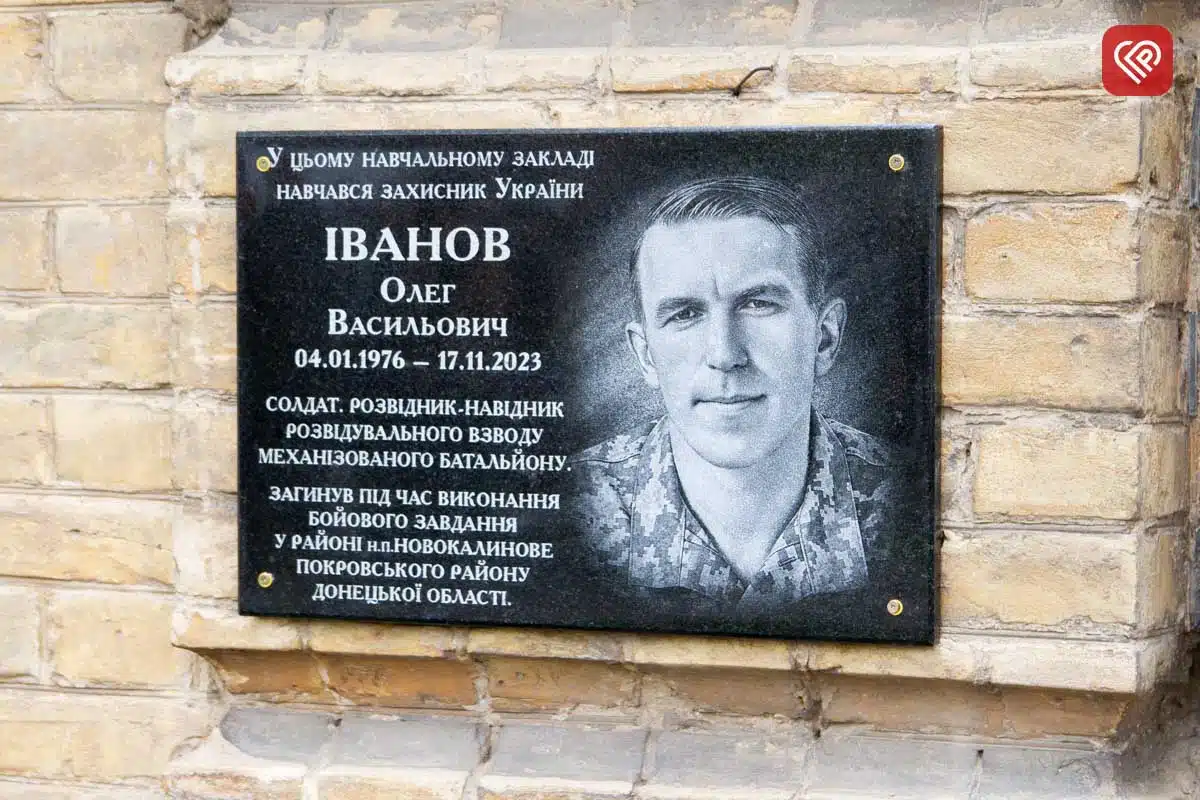 У цьому навчальному закладі
навчався захисник України
ІВАНОВ
Олег
Васильович
04.01.1976 – 17.11.2023
СОЛДАТ. РОЗВІДНИК-НАВІДНИК
РОЗВІДУВАЛЬНОГО ВЗВОДУ
МЕХАНІЗОВАНОГО БАТАЛЬЙОНУ.
ЗАГИНУВ ПІД ЧАС ВИКОНАННЯ
БОЙОВОГО ЗАВДАННЯ
У РАЙОНІ н.п.НОВОКАЛИНОВЕ
ПОКРОВСЬКОГО РАЙОНУ
ДОНЕЦЬКОЇ ОБЛАСТІ.